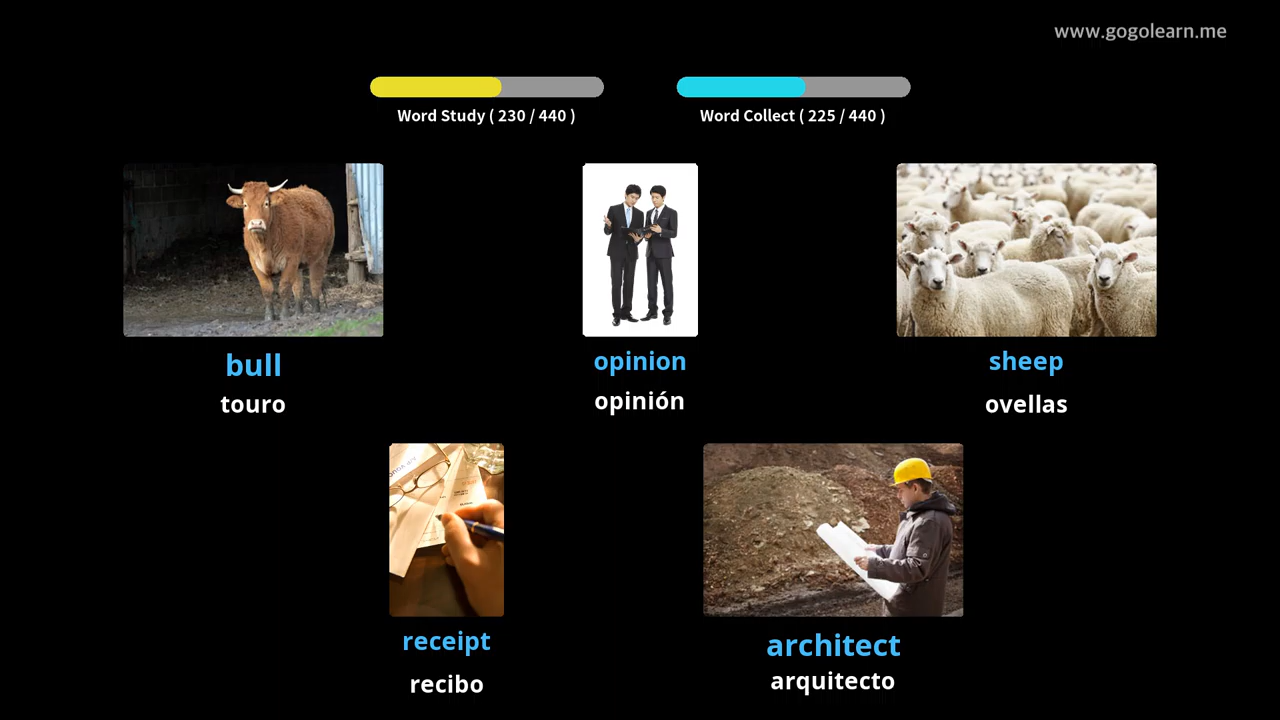 www.gogolearn.me
Word Study ( 230 / 440 )
Word Collect ( 225 / 440 )
bull
touro
opinion
opinión
sheep
ovellas
receipt
recibo
architect
arquitecto